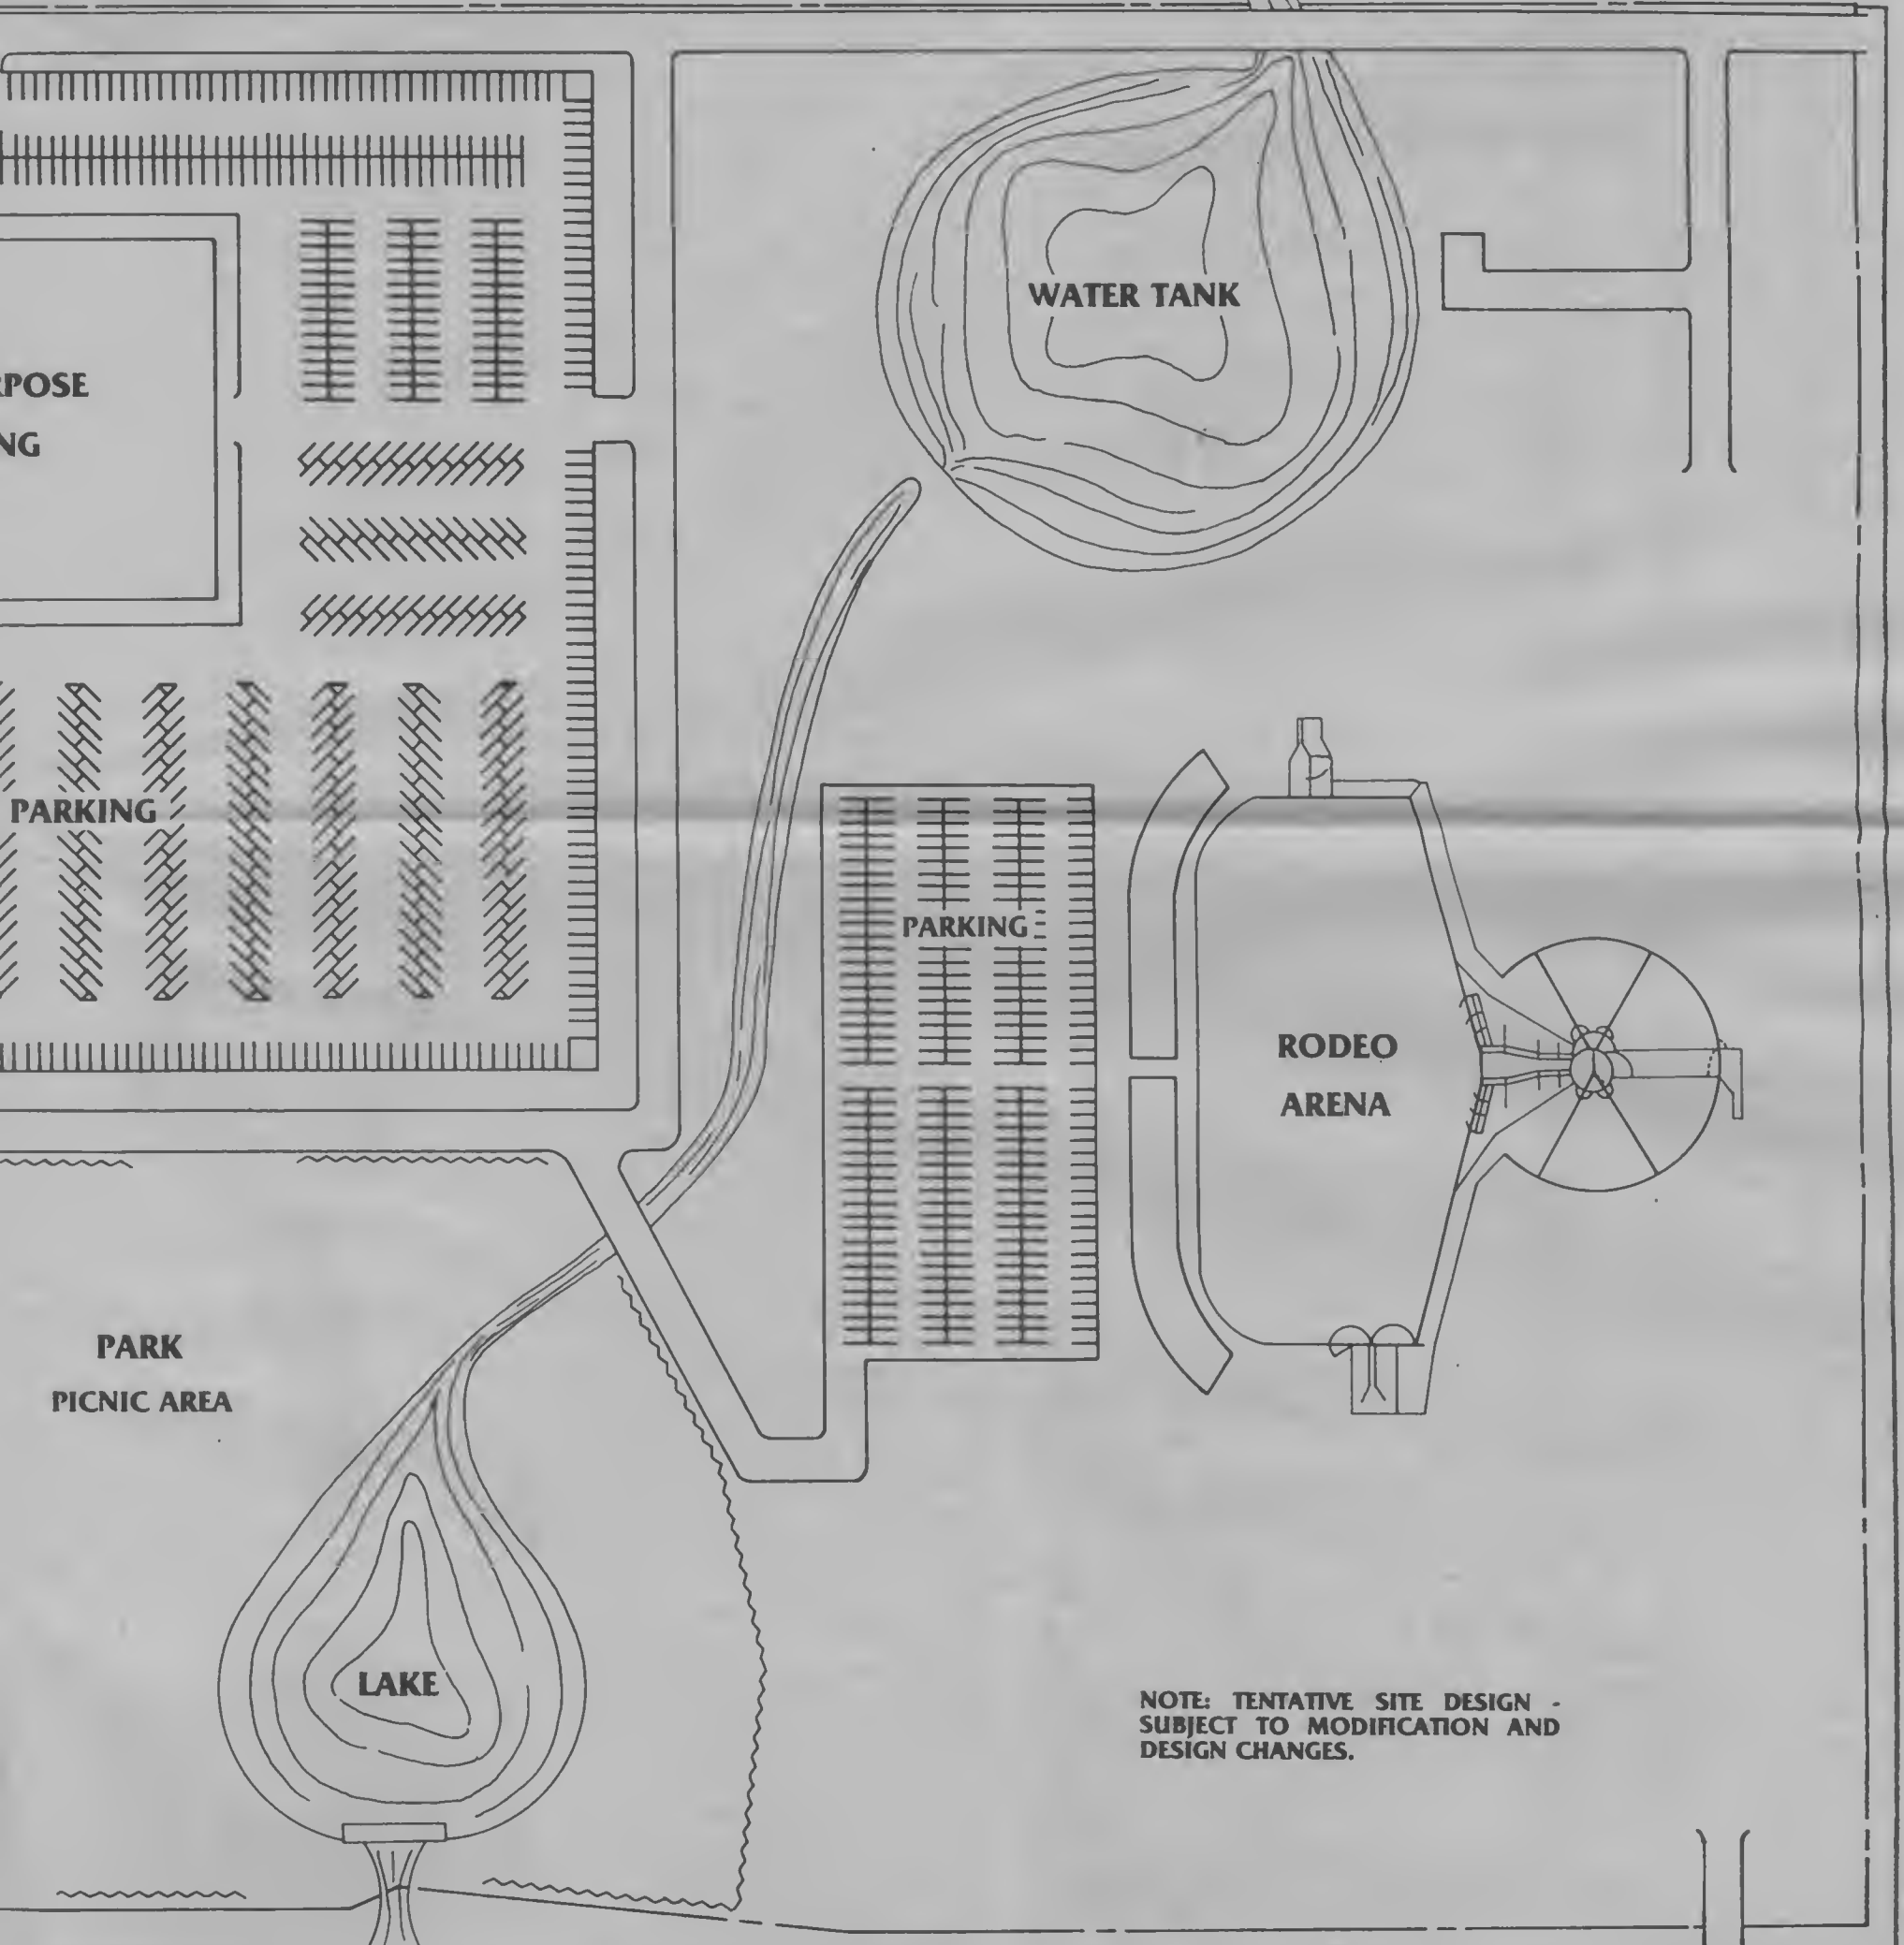 WATER TANK
RPOSE
NG
PARKING
PARKING
RODEO
ARENA
PARK
PICNIC AREA
LAKE
NOTE: TENTATIVE SITE DESIGN -
SUBJECT TO MODIFICATION AND
DESIGN CHANGES.